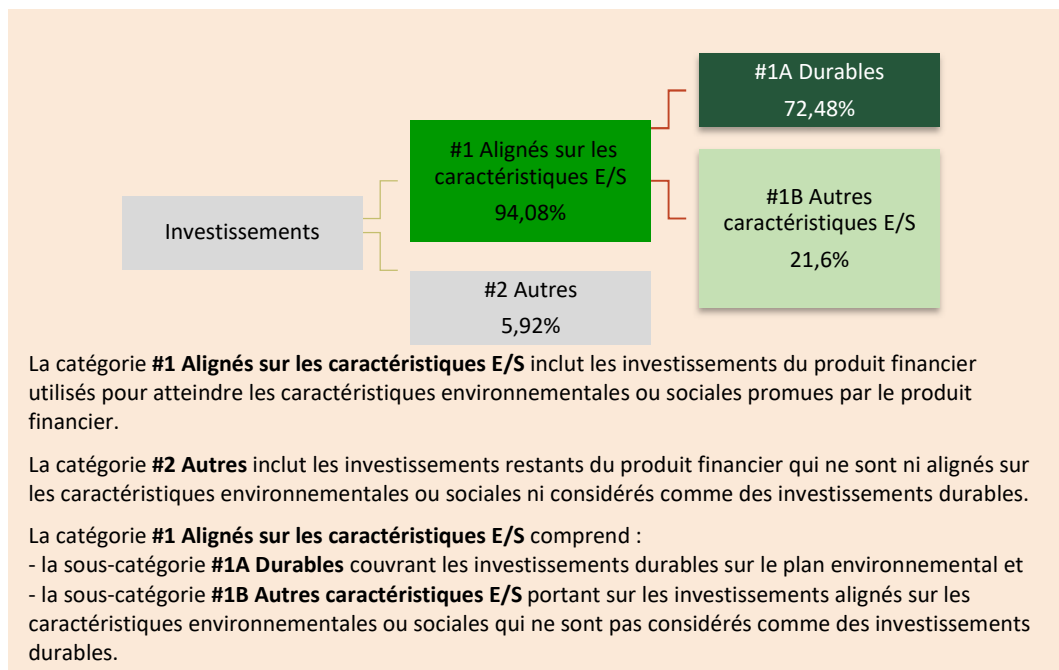 #1A Durables
72,48%
#1 Alignés sur les
caractéristiques E/S
94,08%
#1B Autres
caractéristiques E/S
21,6%
Investissements
#2 Autres
5,92%
La catégorie #1 Alignés sur les caractéristiques E/S inclut les investissements du produit financier
utilisés pour atteindre les caractéristiques environnementales ou sociales promues par le produit
financier.
La catégorie #2 Autres inclut les investissements restants du produit financier qui ne sont ni alignés sur
les caractéristiques environnementales ou sociales ni considérés comme des investissements durables.
La catégorie #1 Alignés sur les caractéristiques E/S comprend :
- la sous-catégorie #1A Durables couvrant les investissements durables sur le plan environnemental et
- la sous-catégorie #1B Autres caractéristiques E/S portant sur les investissements alignés sur les
caractéristiques environnementales ou sociales qui ne sont pas considérés comme des investissements
durables.